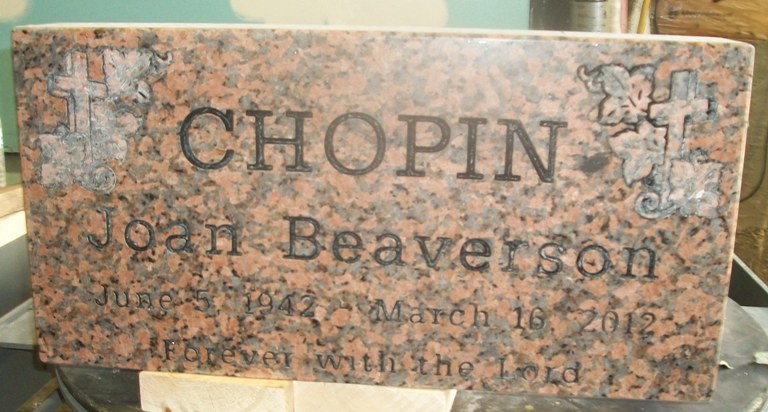 CHOPIN
Joan Beaverson
June 5, 1942 - March 16, 2012
Forever with the Lord